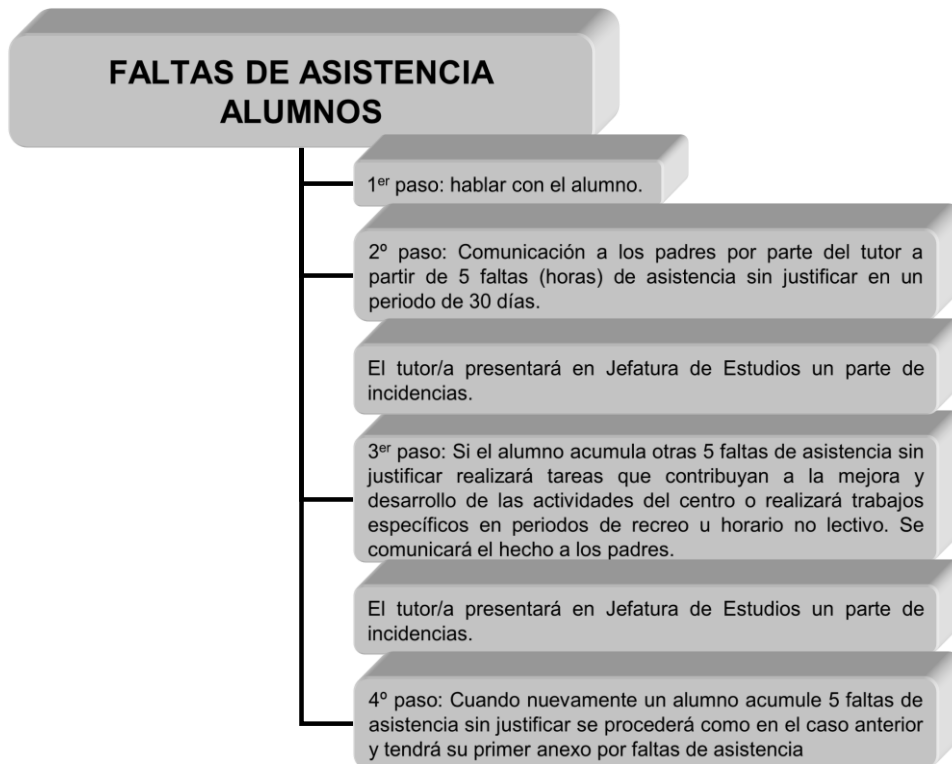 FALTAS DE ASISTENCIA
ALUMNOS
1er paso: hablar con el alumno.
2º paso: Comunicación a los padres por parte del tutor a
partir de 5 faltas (horas) de asistencia sin justificar en un
periodo de 30 días.
El tutor/a presentará en Jefatura de Estudios un parte de
incidencias.
3er paso: Si el alumno acumula otras 5 faltas de asistencia sin
justificar realizará tareas que contribuyan a la mejora y
desarrollo de las actividades del centro o realizará trabajos
específicos en periodos de recreo u horario no lectivo. Se
comunicará el hecho a los padres.
El tutor/a presentará en Jefatura de Estudios un parte de
incidencias.
4º paso: Cuando nuevamente un alumno acumule 5 faltas de
asistencia sin justificar se procederá como en el caso anterior
y tendrá su primer anexo por faltas de asistencia